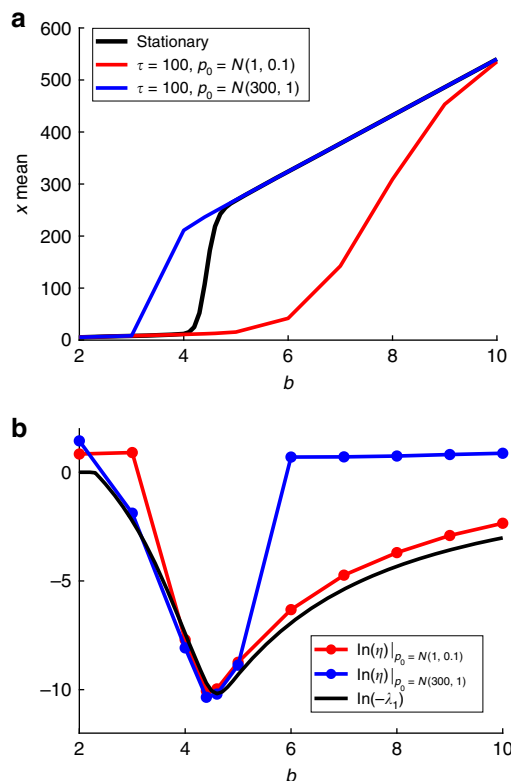 a
600
500
400
300
200
100
0
x mean
Stationary
τ = 100, p₀ = N(1, 0.1)
τ = 100, p₀ = N(300, 1)
2 4 6 8 10
b
b
0
−5
−10
ln(η)|p₀ = N(1, 0.1)
ln(η)|p₀ = N(300, 1)
ln(−λ₁)
2 4 6 8 10
b